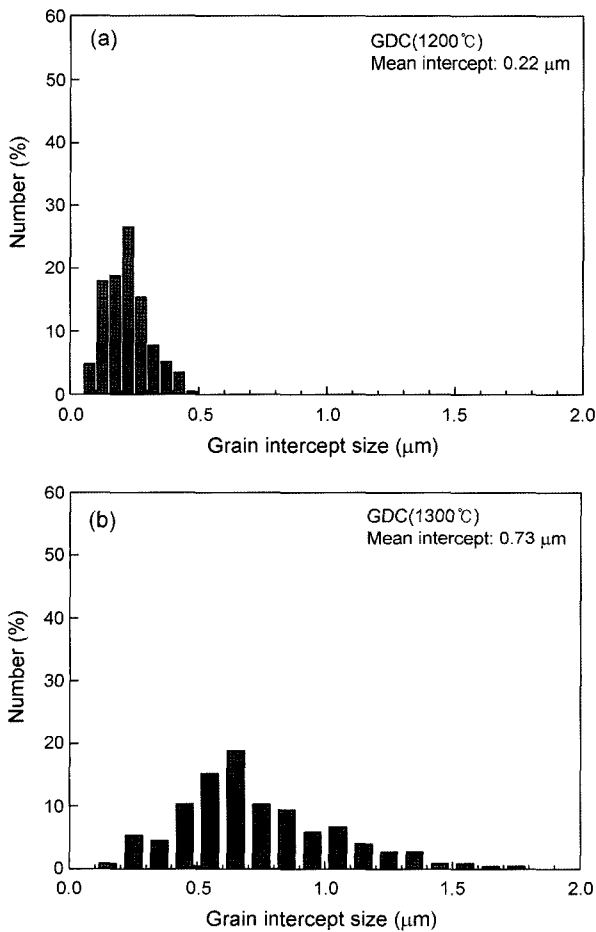 60
(a)
GDC(1200℃)
Mean intercept: 0.22 μm
50
40
Number (%)
30
20
10
0
0.0 0.5 1.0 1.5 2.0
Grain intercept size (μm)
60
(b)
GDC(1300℃)
Mean intercept: 0.73 μm
50
40
Number (%)
30
20
10
0
0.0 0.5 1.0 1.5 2.0
Grain intercept size (μm)